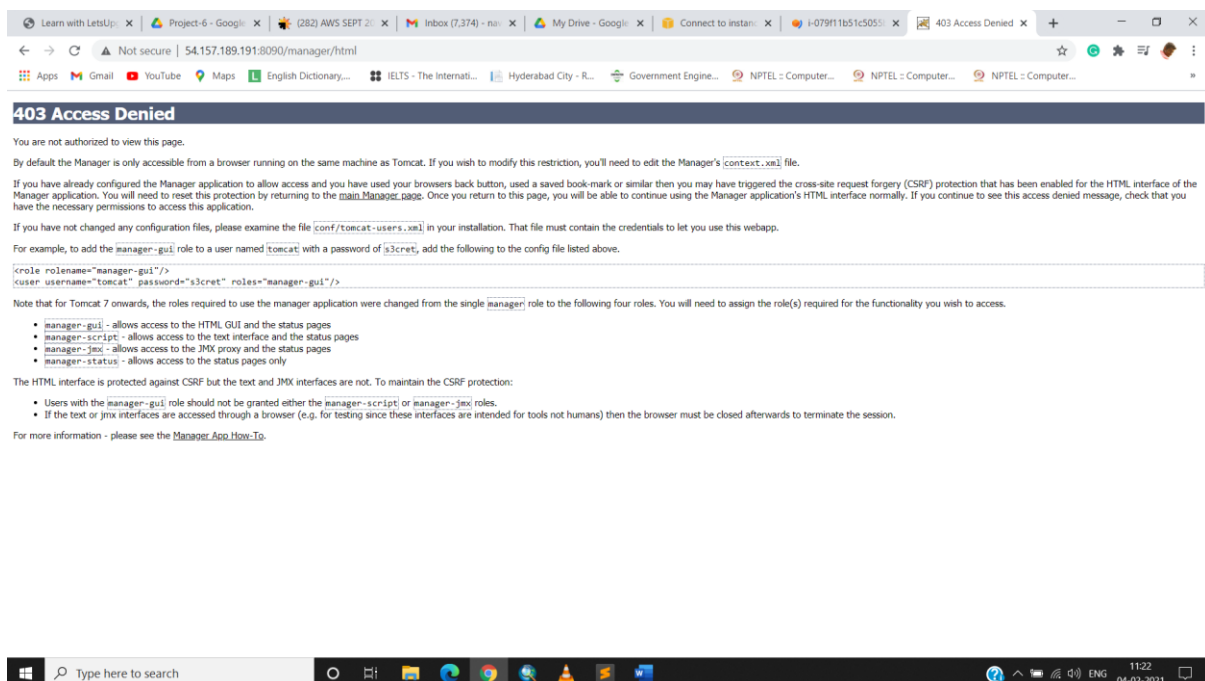 Learn with LetsUp
Project-6 - Google
(282) AWS SEPT 2
Inbox (7,374) - nav
My Drive - Google
Connect to instanc
i-079f11b51c5055
403 Access Denied
Not secure | 54.157.189.191:8090/manager/html
Apps Gmail YouTube Maps English Dictionary,... IELTS - The Internati... Hyderabad City - R... Government Engine... NPTEL :: Computer... NPTEL :: Computer... NPTEL :: Computer... »
403 Access Denied
You are not authorized to view this page.
By default the Manager is only accessible from a browser running on the same machine as Tomcat. If you wish to modify this restriction, you'll need to edit the Manager's context.xml file.
If you have already configured the Manager application to allow access and you have used your browsers back button, used a saved book-mark or similar then you may have triggered the cross-site request forgery (CSRF) protection that has been enabled for the HTML interface of the
Manager application. You will need to reset this protection by returning to the main Manager page. Once you return to this page, you will be able to continue using the Manager application's HTML interface normally. If you continue to see this access denied message, check that you
have the necessary permissions to access this application.
If you have not changed any configuration files, please examine the file conf/tomcat-users.xml in your installation. That file must contain the credentials to let you use this webapp.
For example, to add the manager-gui role to a user named tomcat with a password of s3cret, add the following to the config file listed above.
<role rolename="manager-gui"/>
<user username="tomcat" password="s3cret" roles="manager-gui"/>
Note that for Tomcat 7 onwards, the roles required to use the manager application were changed from the single manager role to the following four roles. You will need to assign the role(s) required for the functionality you wish to access.
• manager-gui - allows access to the HTML GUI and the status pages
• manager-script - allows access to the text interface and the status pages
• manager-jmx - allows access to the JMX proxy and the status pages
• manager-status - allows access to the status pages only
The HTML interface is protected against CSRF but the text and JMX interfaces are not. To maintain the CSRF protection:
• Users with the manager-gui role should not be granted either the manager-script or manager-jmx roles.
• If the text or jmx interfaces are accessed through a browser (e.g. for testing since these interfaces are intended for tools not humans) then the browser must be closed afterwards to terminate the session.
For more information - please see the Manager App How-To.
Type here to search
ENG
11:22
04-02-2021